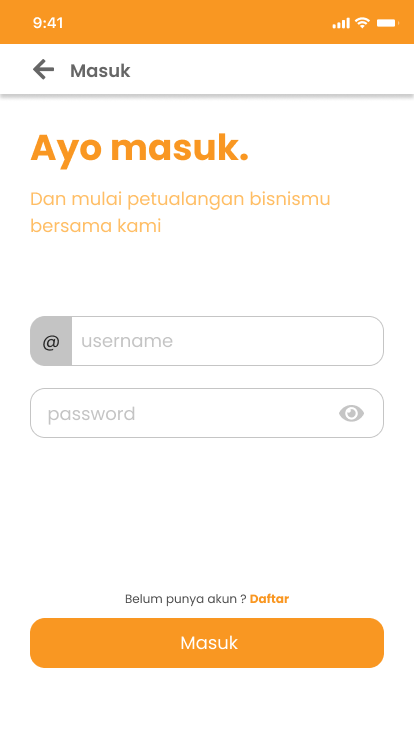 9:41
Masuk
Ayo masuk.
Dan mulai petualangan bisnismu
bersama kami
@ username
password
Belum punya akun ? Daftar
Masuk